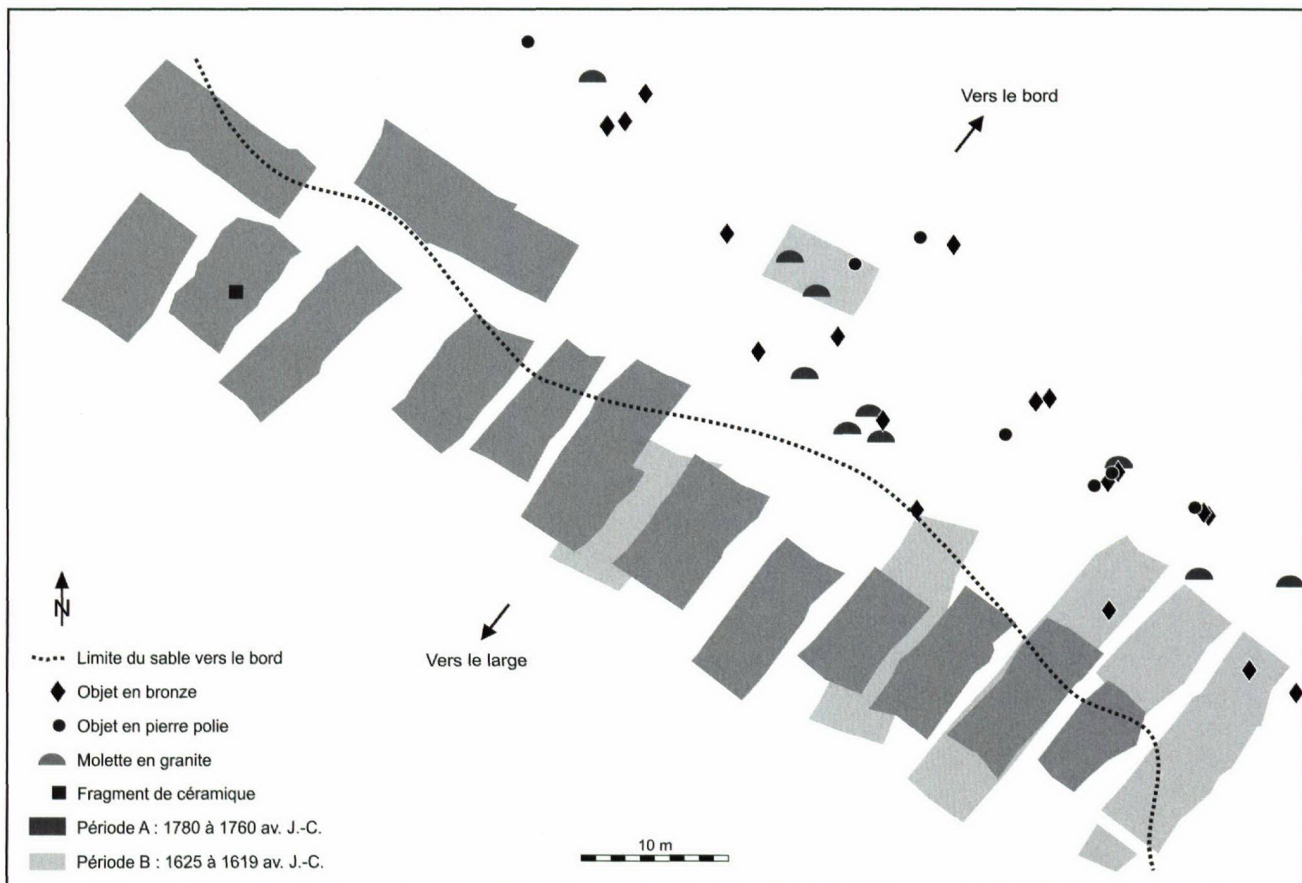 Vers le bord
Vers le large
N
Limite du sable vers le bord
Objet en bronze
Objet en pierre polie
Molette en granite
Fragment de céramique
Période A : 1780 à 1760 av. J.-C.
Période B : 1625 à 1619 av. J.-C.
10 m